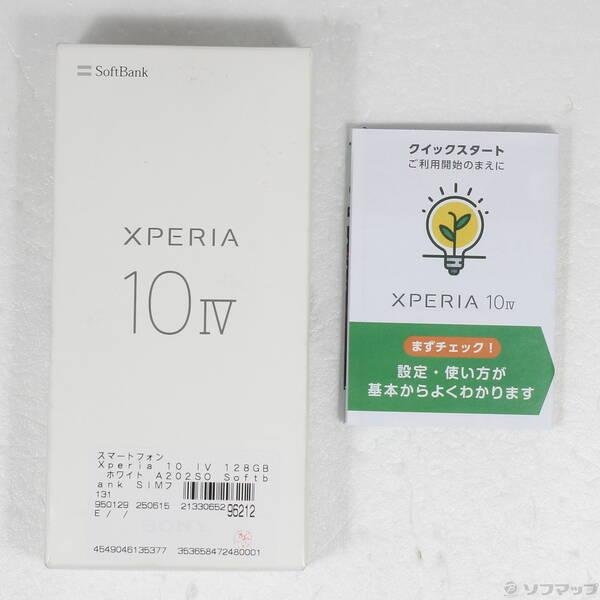 SoftBank
XPERIA
10 IV
スマートフォン
Xperia 10 IV 128GB
ホワイト A202SO Softb
ank SIMフ
131
950129 250615 21330652
96212
E / /
4549046135377 353658472480001
クイックスタート
ご利用開始のまえに
XPERIA 10 IV
まずチェック!
設定・使い方が
基本からよくわかります
ソフマップ